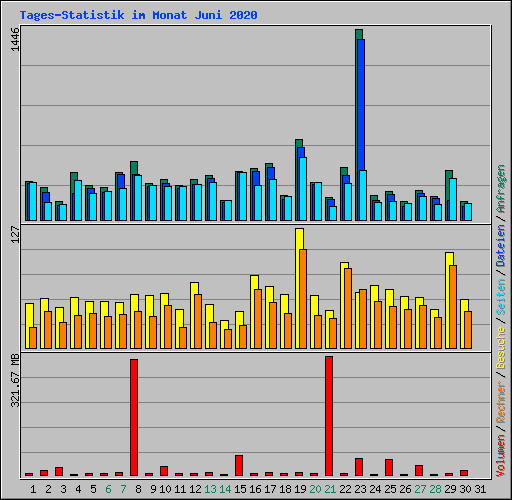 Tages-Statistik im Monat Juni 2020
1446
127
321.67 MB
Volumen / Rechner / Besuche / Seiten / Dateien / Anfragen
1 2 3 4 5 6 7 8 9 10 11 12 13 14 15 16 17 18 19 20 21 22 23 24 25 26 27 28 29 30 31